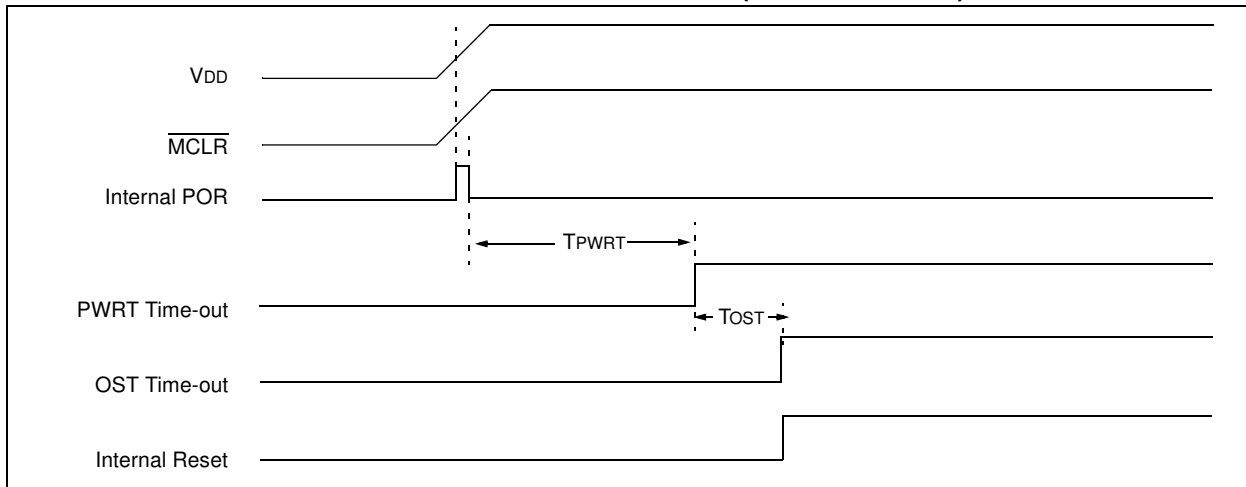 VDD
MCLR
Internal POR
TPWRT
PWRT Time-out
TOST
OST Time-out
Internal Reset